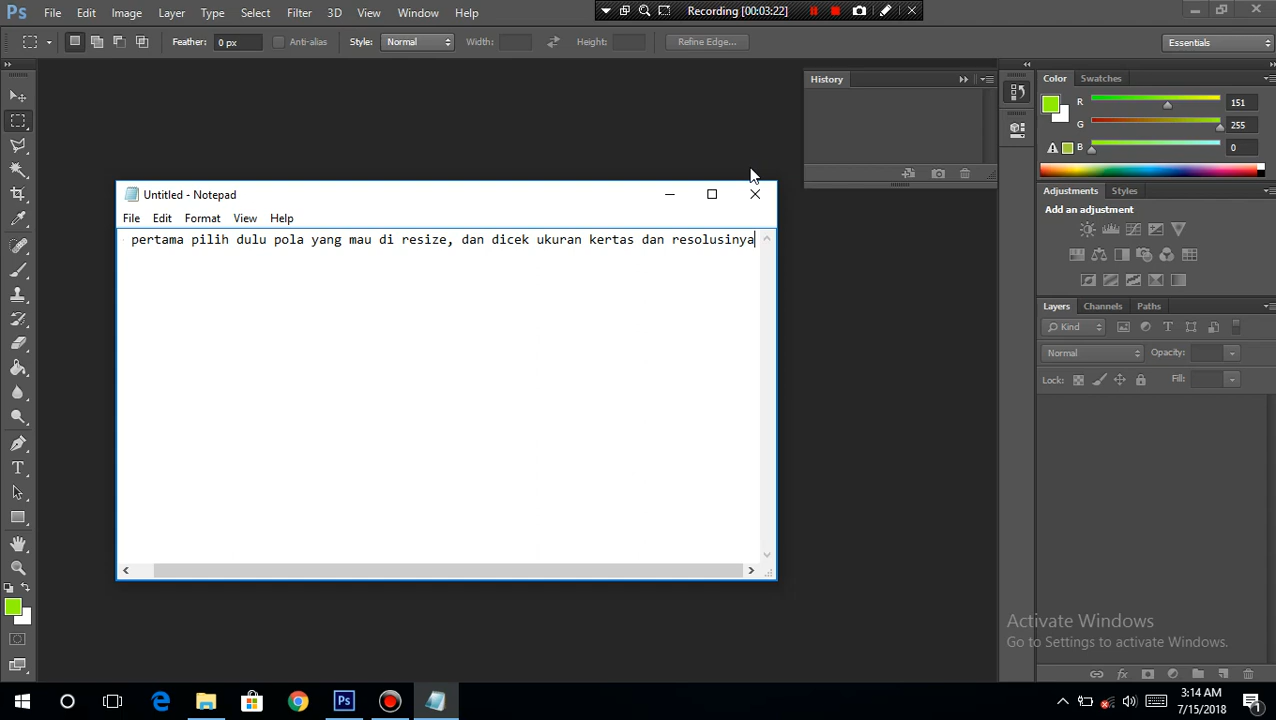 Ps File Edit Image Layer Type Select Filter 3D View Window Help
Recording [00:03:22]
Feather: 0 px Anti-alias Style: Normal Width: Height: Refine Edge... Essentials
History
Color Swatches
R 151
G 255
B 0
Adjustments Styles
Add an adjustment
Untitled - Notepad
File Edit Format View Help
pertama pilih dulu pola yang mau di resize, dan dicek ukuran kertas dan resolusinya
Layers Channels Paths
Kind
Normal Opacity:
Lock: Fill:
Activate Windows
Go to Settings to activate Windows.
Ps
3:14 AM
7/15/2018
1